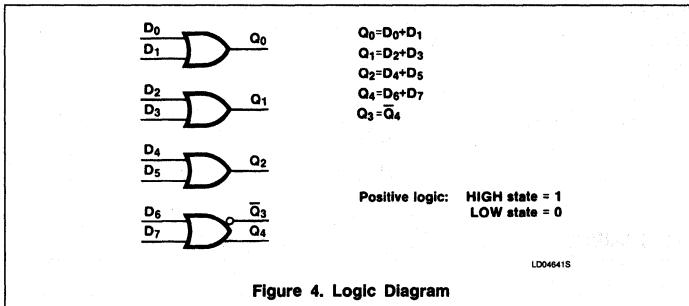 D₀
D₁
Q₀
D₂
D₃
Q₁
D₄
D₅
Q₂
D₆
D₇
Q̅₃
Q₄
Q₀=D₀+D₁
Q₁=D₂+D₃
Q₂=D₄+D₅
Q₄=D₆+D₇
Q₃=Q̅₄
Positive logic: HIGH state = 1
LOW state = 0
LD04641S
Figure 4. Logic Diagram